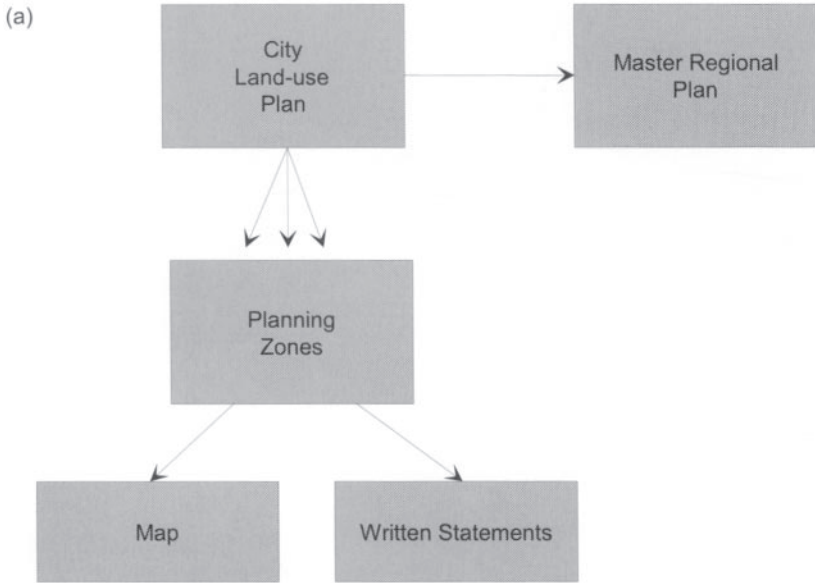 (a)
City
Land-use
Plan
Master Regional
Plan
Planning
Zones
Map
Written Statements